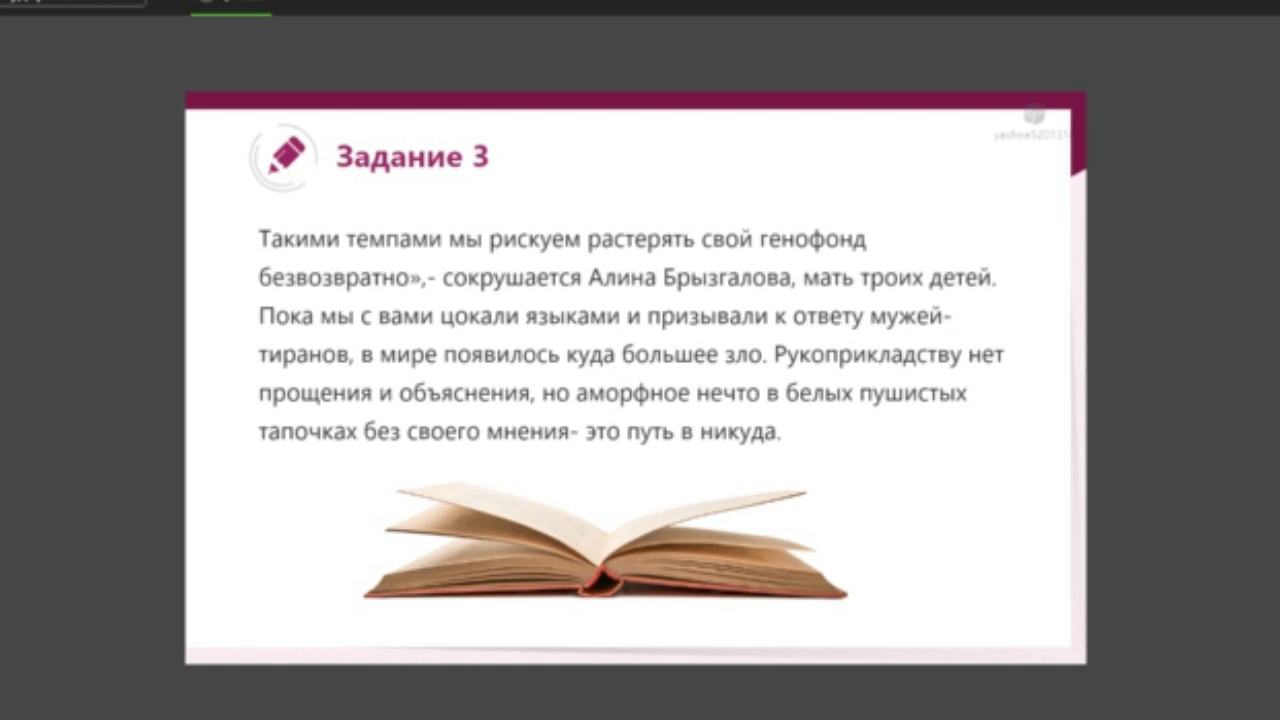 Задание 3
Такими темпами мы рискуем растерять свой генофонд
безвозвратно»,- сокрушается Алина Брызгалова, мать троих детей.
Пока мы с вами цокали языками и призывали к ответу мужей-
тиранов, в мире появилось куда большее зло. Рукоприкладству нет
прощения и объяснения, но аморфное нечто в белых пушистых
тапочках без своего мнения- это путь в никуда.